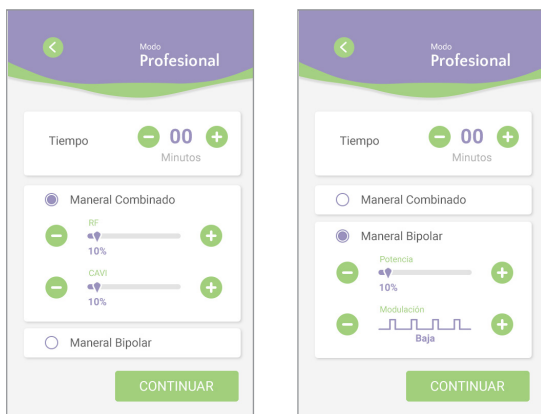 Modo
Profesional
Tiempo
00
Minutos
Maneral Combinado
RF
10%
CAVI
10%
Maneral Bipolar
CONTINUAR
Modo
Profesional
Tiempo
00
Minutos
Maneral Combinado
Maneral Bipolar
Potencia
10%
Modulación
Baja
CONTINUAR